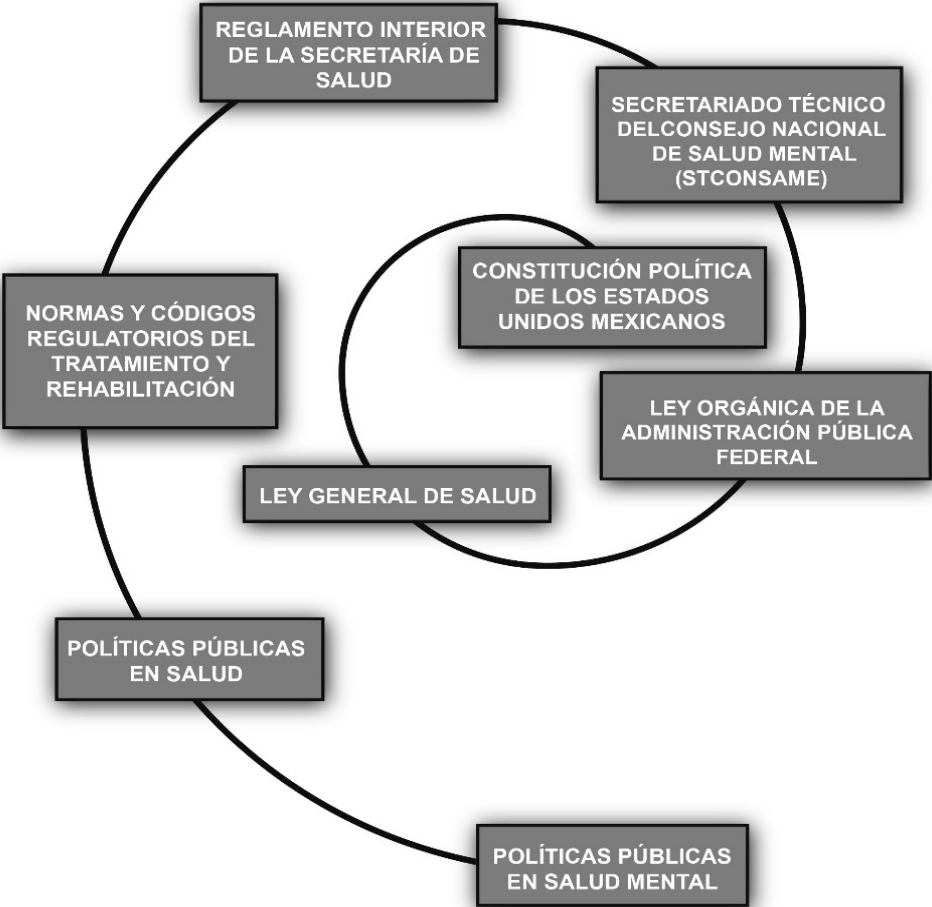 REGLAMENTO INTERIOR
DE LA SECRETARÍA DE
SALUD
SECRETARIADO TÉCNICO
DELCONSEJO NACIONAL
DE SALUD MENTAL
(STCONSAME)
CONSTITUCIÓN POLÍTICA
DE LOS ESTADOS
UNIDOS MEXICANOS
NORMAS Y CÓDIGOS
REGULATORIOS DEL
TRATAMIENTO Y
REHABILITACIÓN
LEY ORGÁNICA DE LA
ADMINISTRACIÓN PÚBLICA
FEDERAL
LEY GENERAL DE SALUD
POLÍTICAS PÚBLICAS
EN SALUD
POLÍTICAS PÚBLICAS
EN SALUD MENTAL